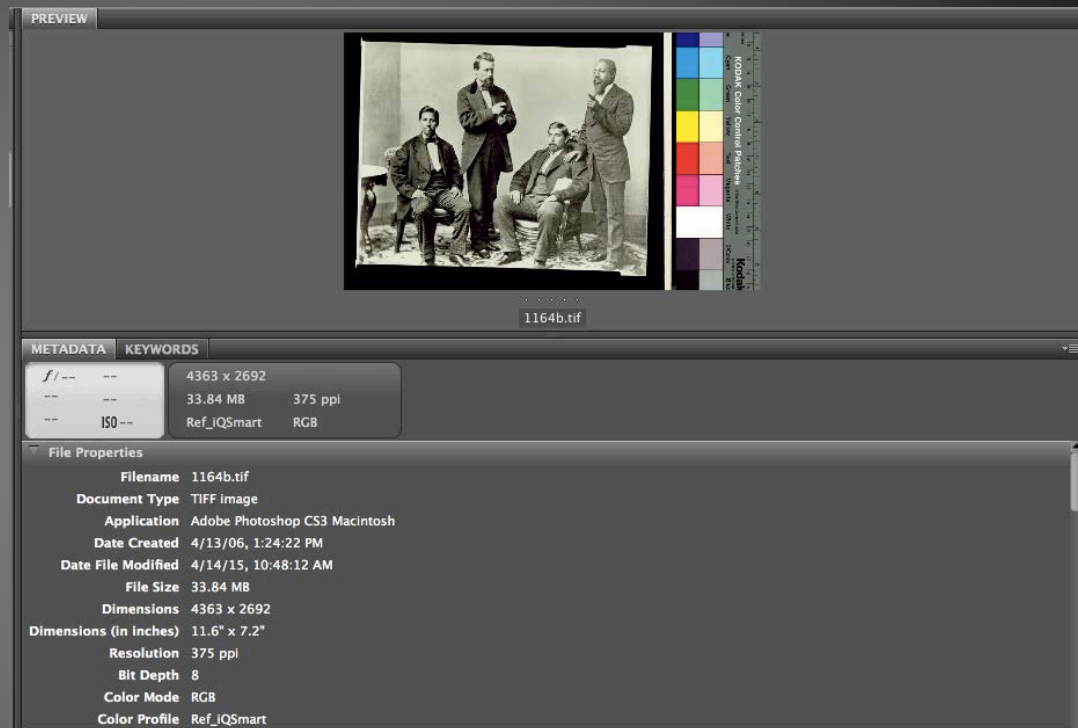 PREVIEW
KODAK Color Control Patches
Kodak
1164b.tif
METADATA KEYWORDS
ƒ/-- --
4363 x 2692
-- --
33.84 MB 375 ppi
-- ISO --
Ref_iQSmart RGB
File Properties
Filename 1164b.tif
Document Type TIFF image
Application Adobe Photoshop CS3 Macintosh
Date Created 4/13/06, 1:24:22 PM
Date File Modified 4/14/15, 10:48:12 AM
File Size 33.84 MB
Dimensions 4363 x 2692
Dimensions (in inches) 11.6" x 7.2"
Resolution 375 ppi
Bit Depth 8
Color Mode RGB
Color Profile Ref_iQSmart